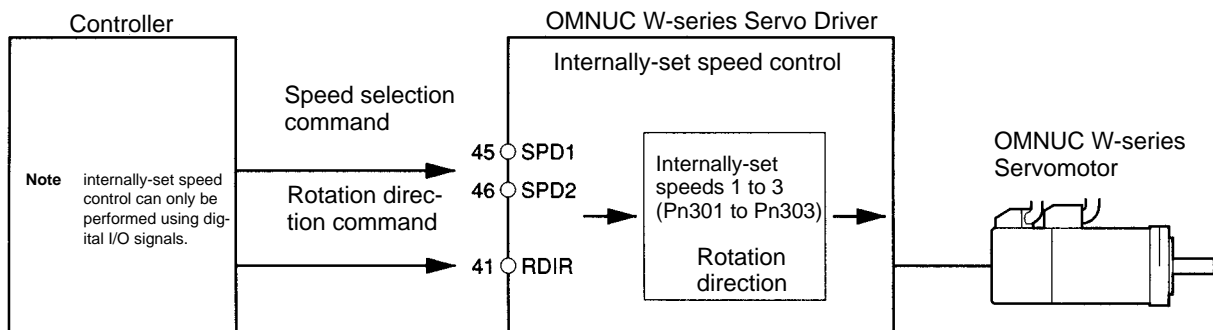 Controller
OMNUC W-series Servo Driver
Internally-set speed control
Speed selection
command
Note internally-set speed
control can only be
performed using dig-
ital I/O signals.
Rotation direc-
tion command
45 SPD1
46 SPD2
41 RDIR
Internally-set
speeds 1 to 3
(Pn301 to Pn303)
Rotation
direction
OMNUC W-series
Servomotor